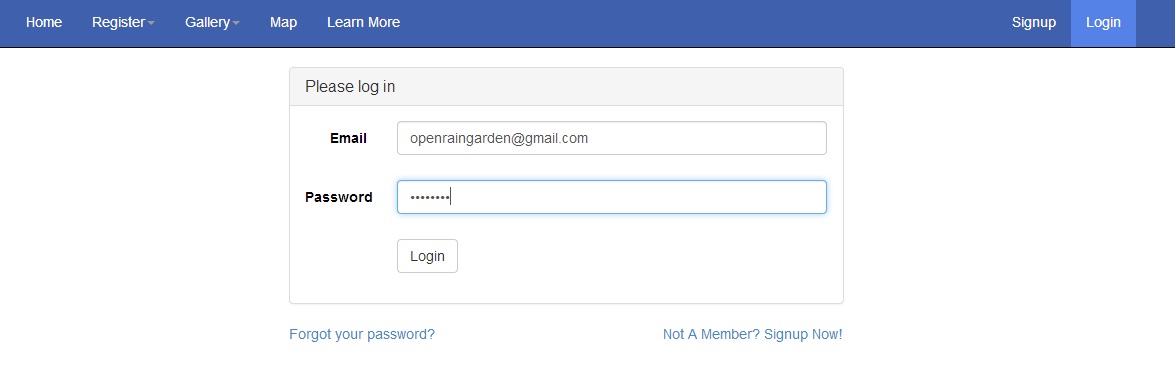 Home Register Gallery Map Learn More Signup Login
Please log in
Email openraingarden@gmail.com
Password ••••••••
Login
Forgot your password? Not A Member? Signup Now!